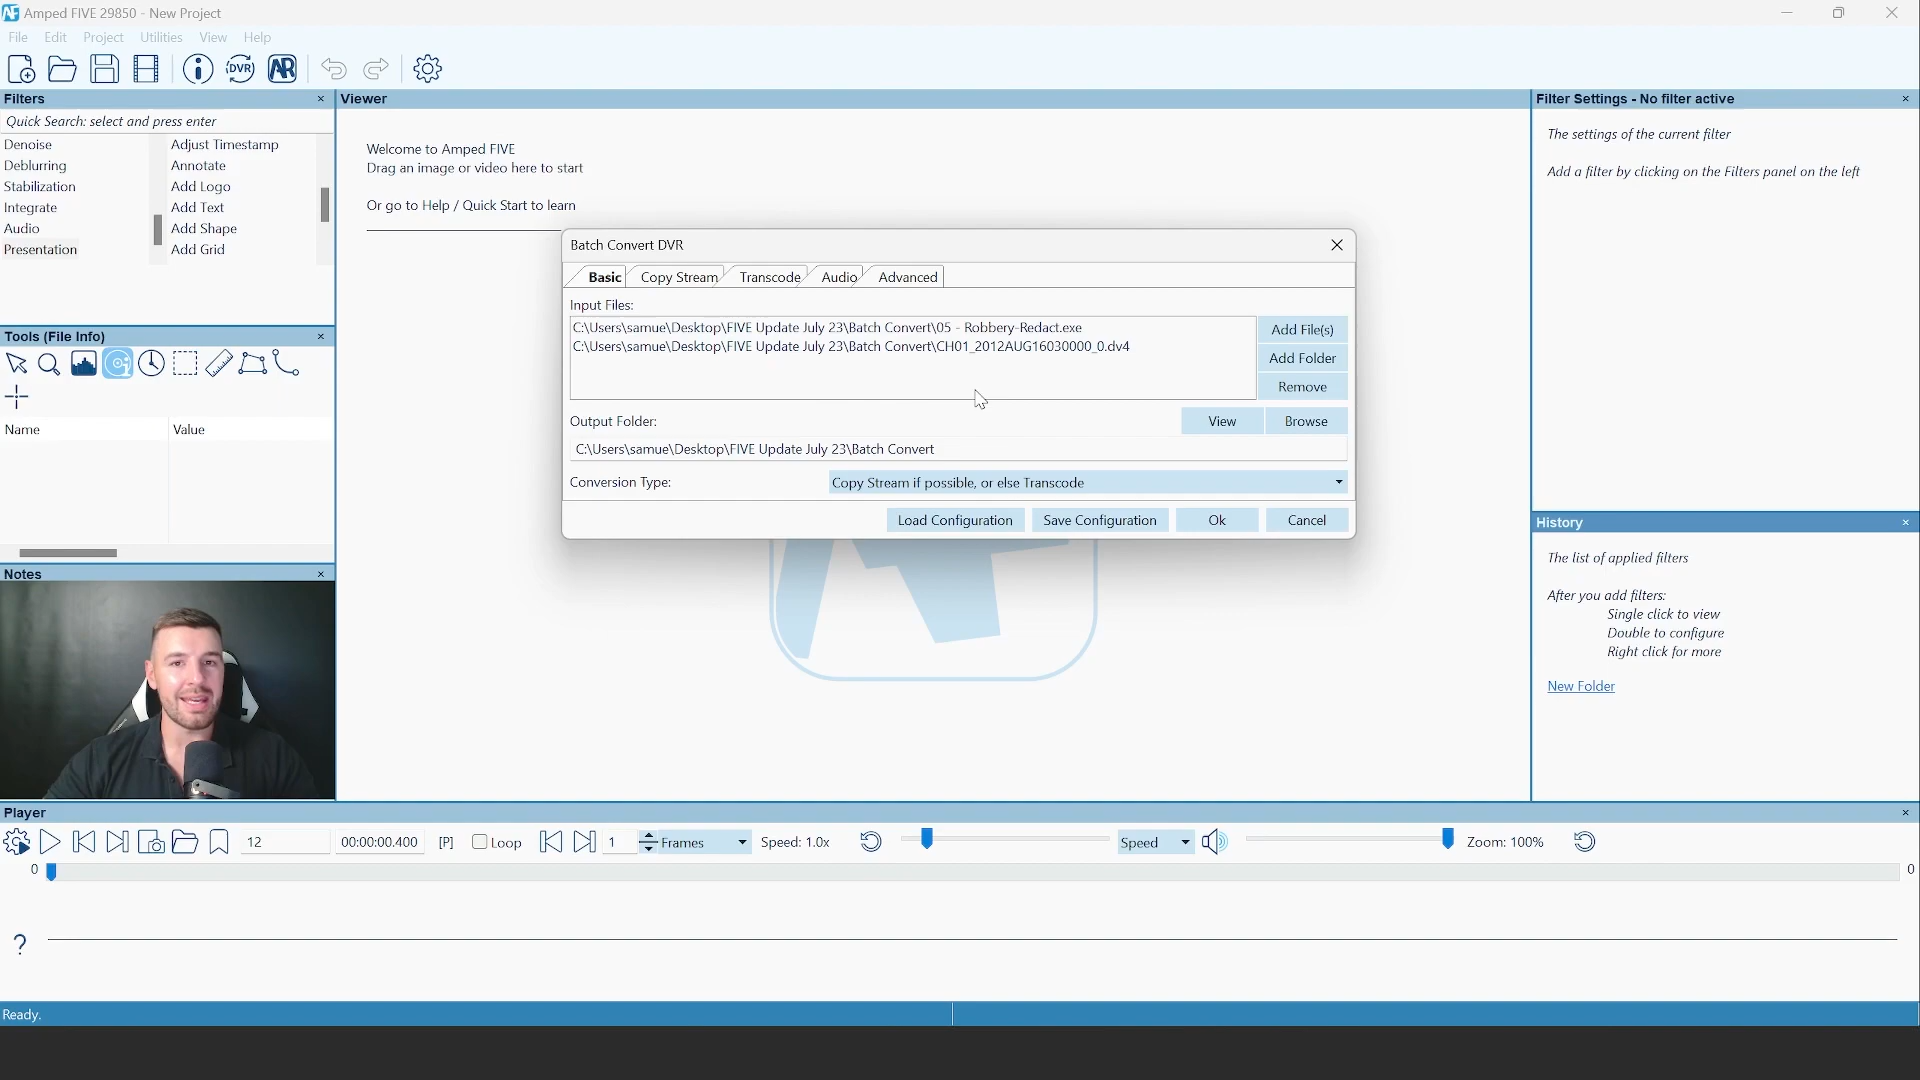 Amped FIVE 29850 - New Project
File Edit Project Utilities View Help
DVR
Filters
Quick Search: select and press enter
Denoise
Deblurring
Stabilization
Integrate
Audio
Presentation
Adjust Timestamp
Annotate
Add Logo
Add Text
Add Shape
Add Grid
Tools (File Info)
Name Value
Notes
Viewer
Welcome to Amped FIVE
Drag an image or video here to start
Or go to Help / Quick Start to learn
Batch Convert DVR
Basic Copy Stream Transcode Audio Advanced
Input Files:
C:\Users\samue\Desktop\FIVE Update July 23\Batch Convert\05 - Robbery-Redact.exe
C:\Users\samue\Desktop\FIVE Update July 23\Batch Convert\CH01_2012AUG16030000_0.dv4
Add File(s)
Add Folder
Remove
Output Folder: View Browse
C:\Users\samue\Desktop\FIVE Update July 23\Batch Convert
Conversion Type: Copy Stream if possible, or else Transcode
Load Configuration Save Configuration Ok Cancel
Filter Settings - No filter active
The settings of the current filter
Add a filter by clicking on the Filters panel on the left
History
The list of applied filters
After you add filters:
Single click to view
Double to configure
Right click for more
New Folder
Player
12 00:00:00.400 [P] Loop 1 Frames Speed: 1.0x Speed Zoom: 100%
0 0
?
Ready.